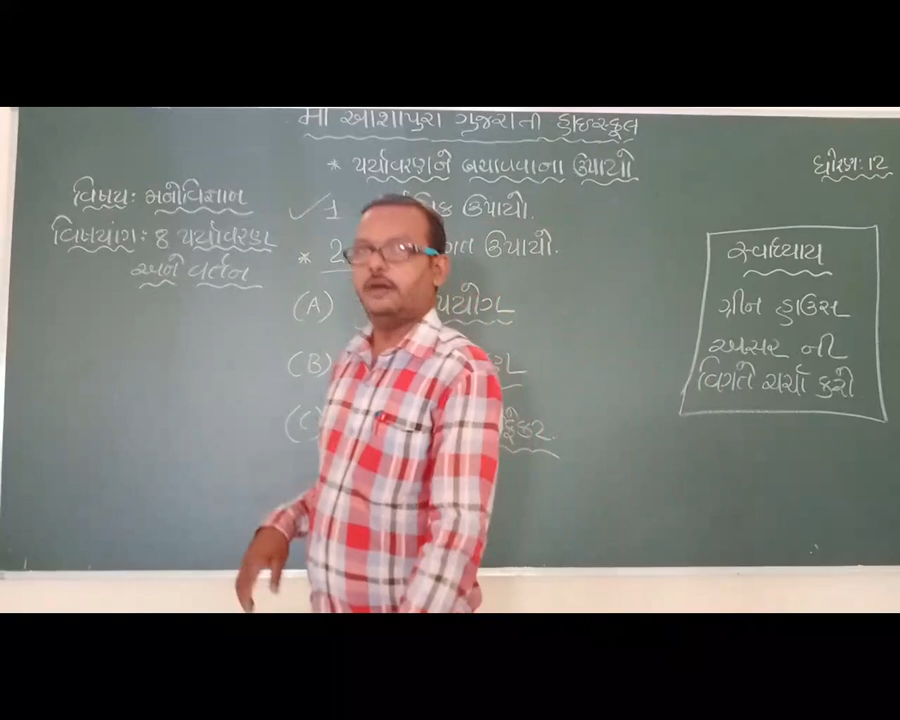 મા આશાપુરા ગુજરાતી હાઇસ્કૂલ
* પર્યાવરણને બચાવવાના ઉપાયો
ધોરણ: 12
વિષય: મનોવિજ્ઞાન
વિષયાંગ: 8 પર્યાવરણ
અને વર્તન
✓ 1 ઉપાયો.
* 2 ઉપાયો.
(A)
(B)
(C)
સ્વાધ્યાય
ગ્રીન હાઉસ
અસર ની
વિગતે ચર્ચા કરો